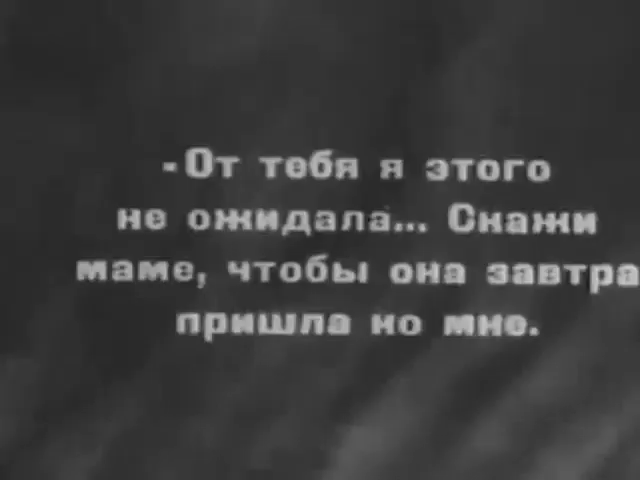 -От тебя я этого
не ожидала... Скажи
маме, чтобы она завтра
пришла ко мне.